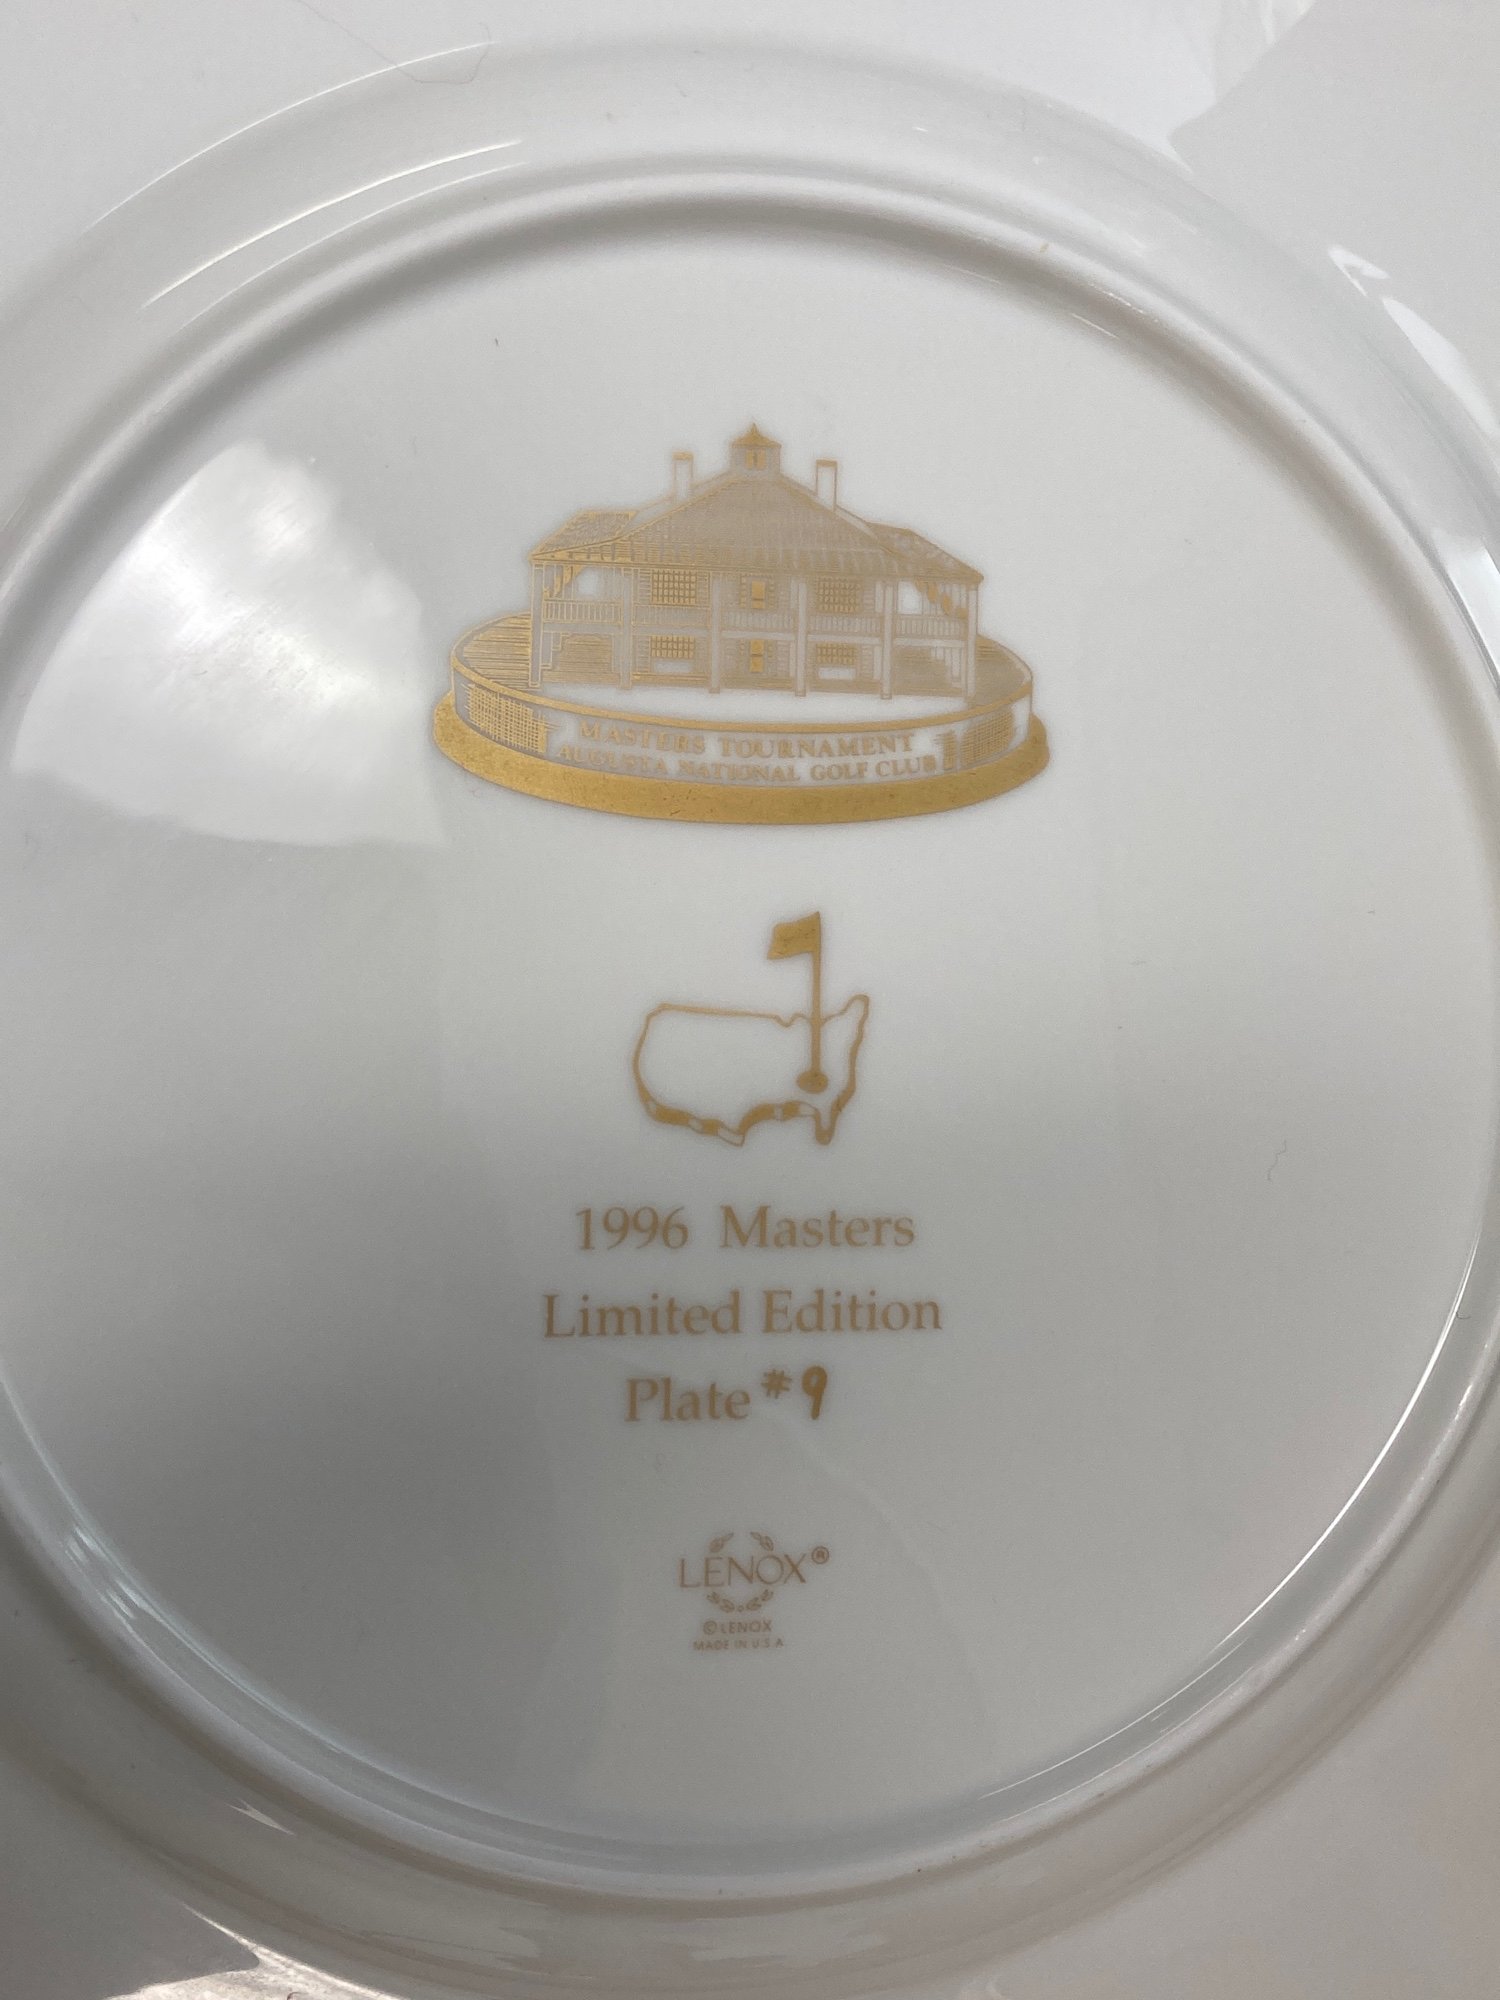 MASTERS TOURNAMENT
AUGUSTA NATIONAL GOLF CLUB
1996 Masters
Limited Edition
Plate #9
LENOX®
© LENOX
MADE IN U.S.A.